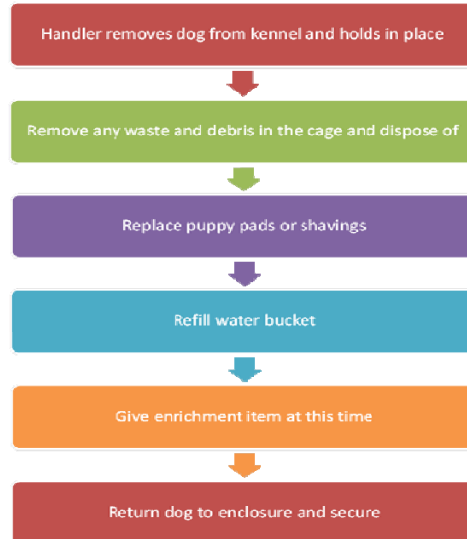 Handler removes dog from kennel and holds in place
Remove any waste and debris in the cage and dispose of
Replace puppy pads or shavings
Refill water bucket
Give enrichment item at this time
Return dog to enclosure and secure